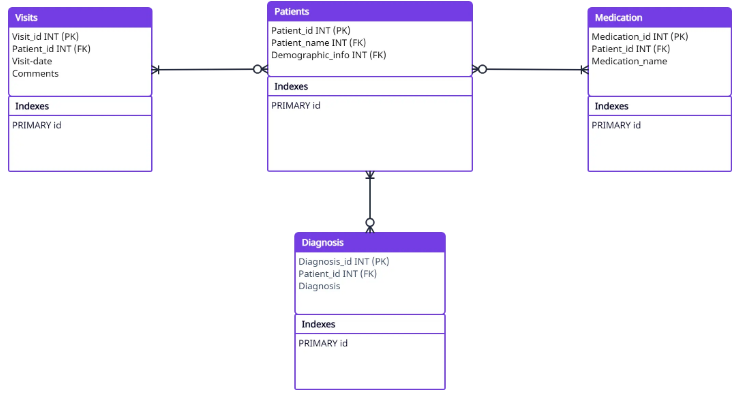 Visits
Visit_id INT (PK)
Patient_id INT (FK)
Visit-date
Comments
Indexes
PRIMARY id
Patients
Patient_id INT (PK)
Patient_name INT (FK)
Demographic_info INT (FK)
Indexes
PRIMARY id
Medication
Medication_id INT (PK)
Patient_id INT (FK)
Medication_name
Indexes
PRIMARY id
Diagnosis
Diagnosis_id INT (PK)
Patient_id INT (FK)
Diagnosis
Indexes
PRIMARY id